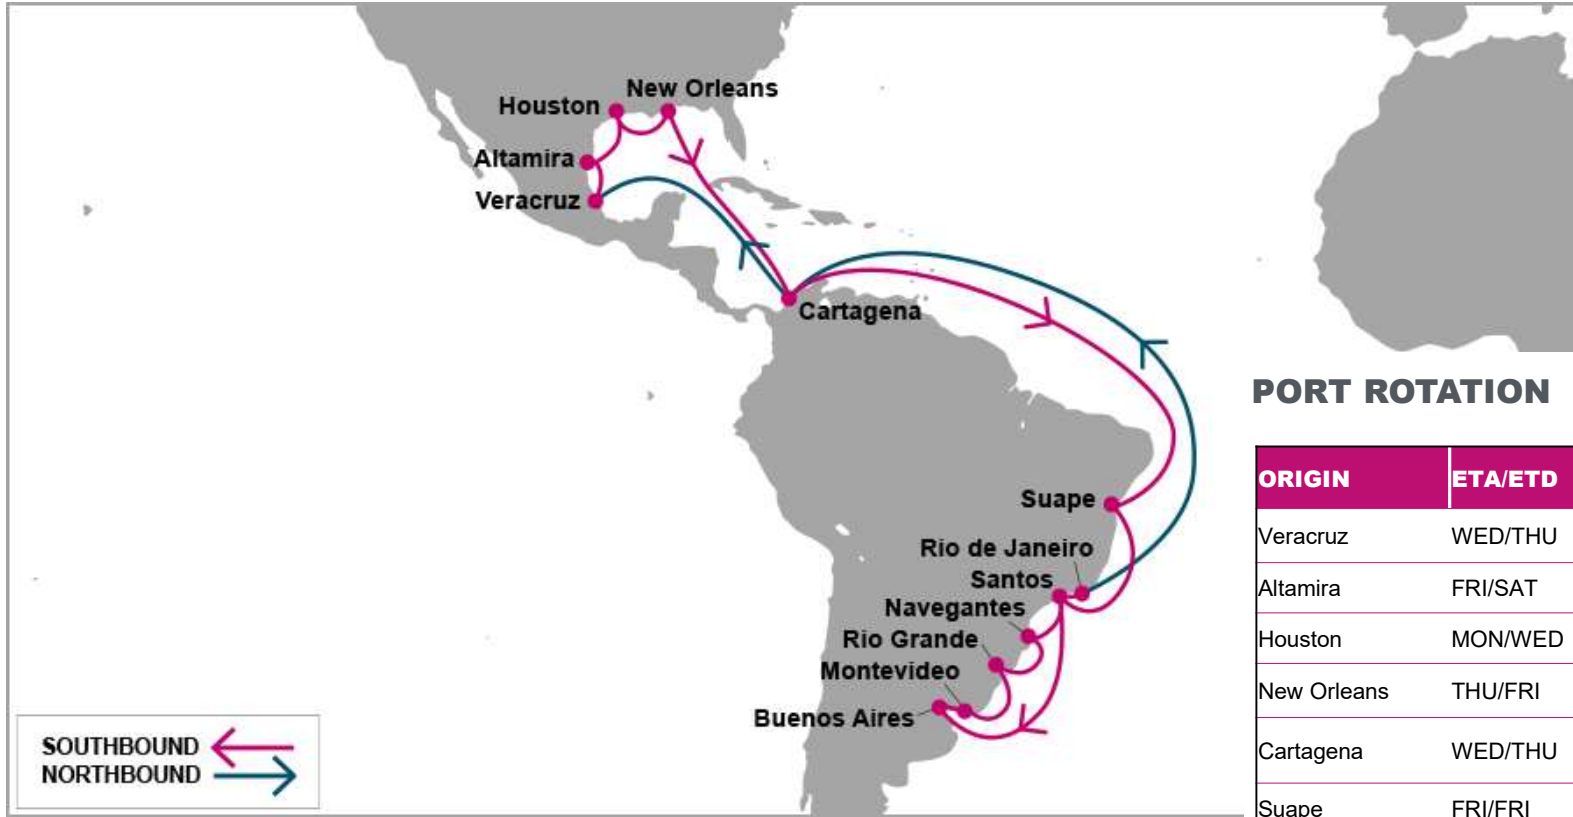 New Orleans
Houston
Altamira
Veracruz
Cartagena
Suape
Rio de Janeiro
Santos
Navegantes
Rio Grande
Montevideo
Buenos Aires
SOUTHBOUND
NORTHBOUND
PORT ROTATION
ORIGIN ETA/ETD
Veracruz WED/THU
Altamira FRI/SAT
Houston MON/WED
New Orleans THU/FRI
Cartagena WED/THU
Suape FRI/FRI